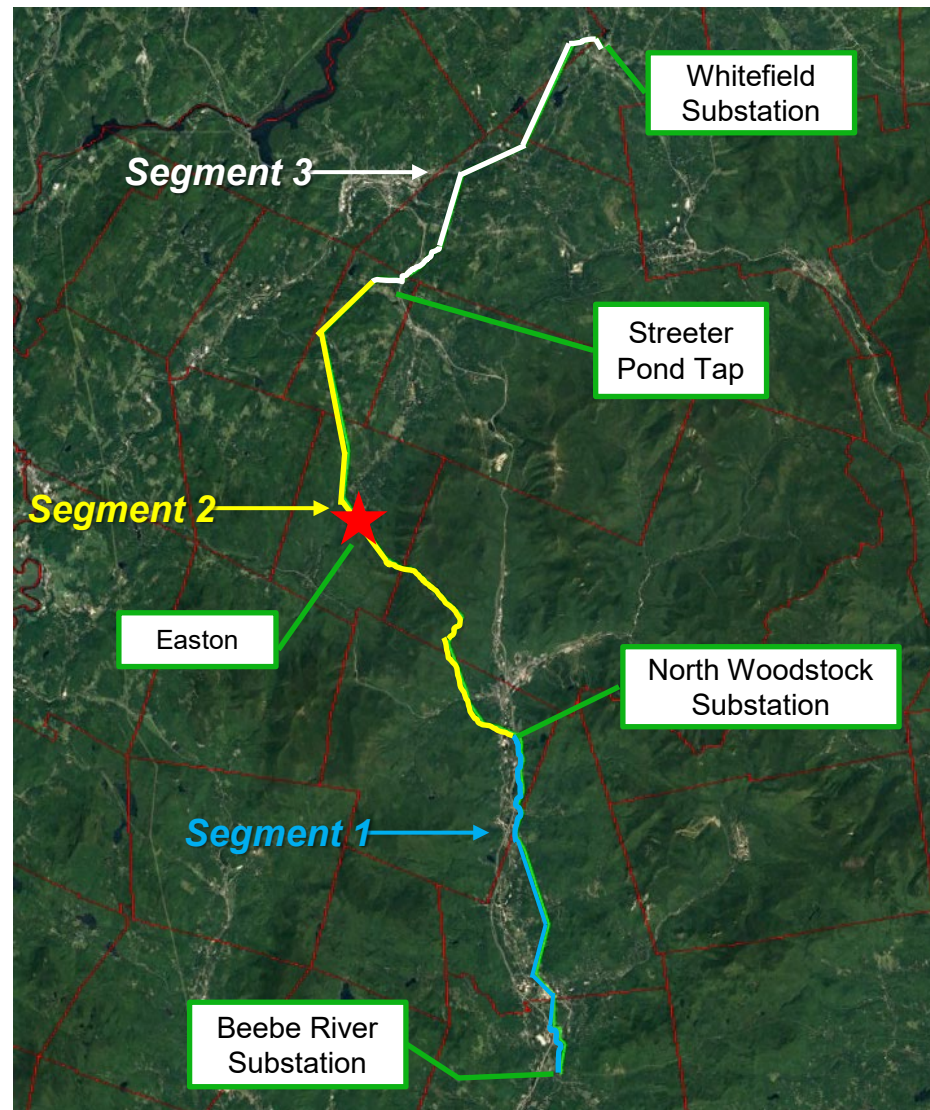 Whitefield
Substation
Segment 3
Streeter
Pond Tap
Segment 2
Easton
North Woodstock
Substation
Segment 1
Beebe River
Substation